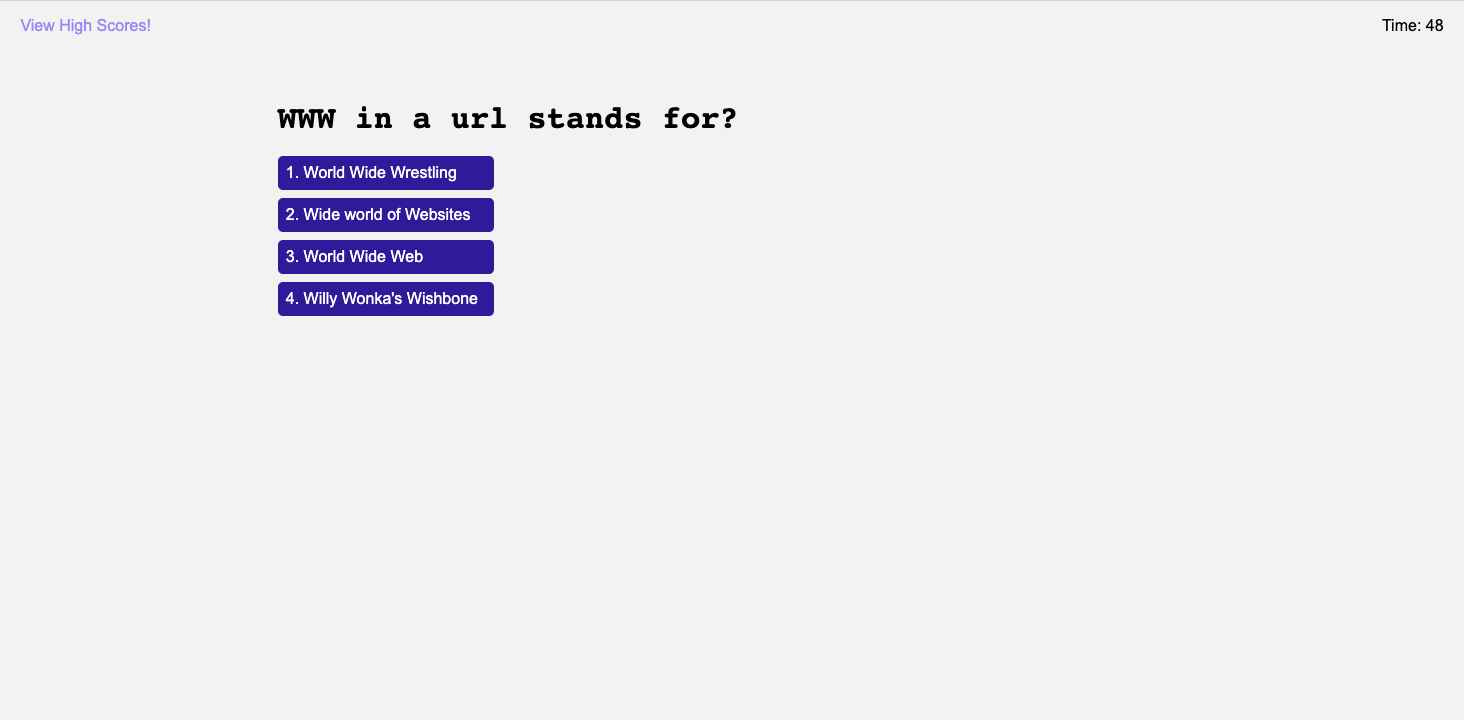 View High Scores!
Time: 48
WWW in a url stands for?
1. World Wide Wrestling
2. Wide world of Websites
3. World Wide Web
4. Willy Wonka's Wishbone